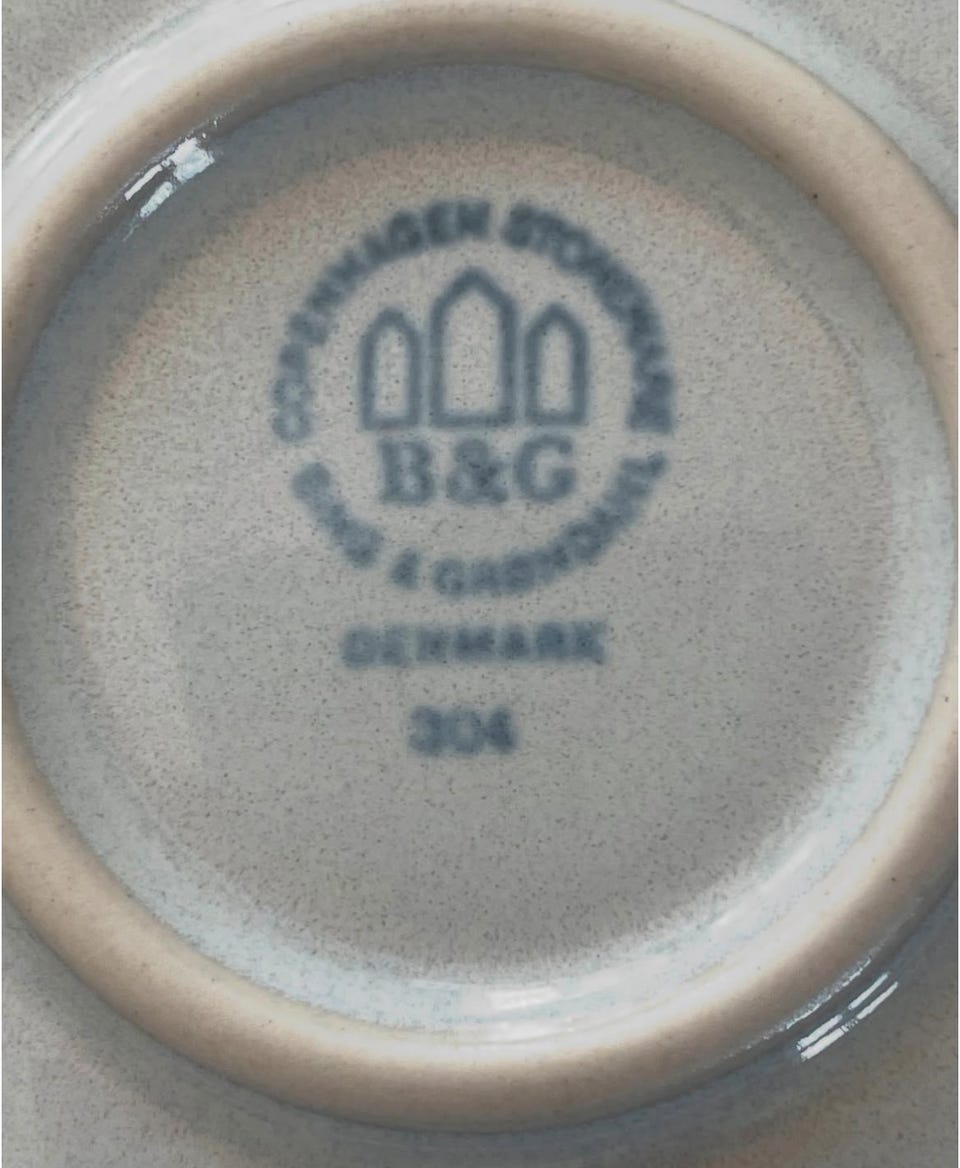 COPENHAGEN STONEWARE
B&G
BING & GRØNDAHL
DENMARK
304